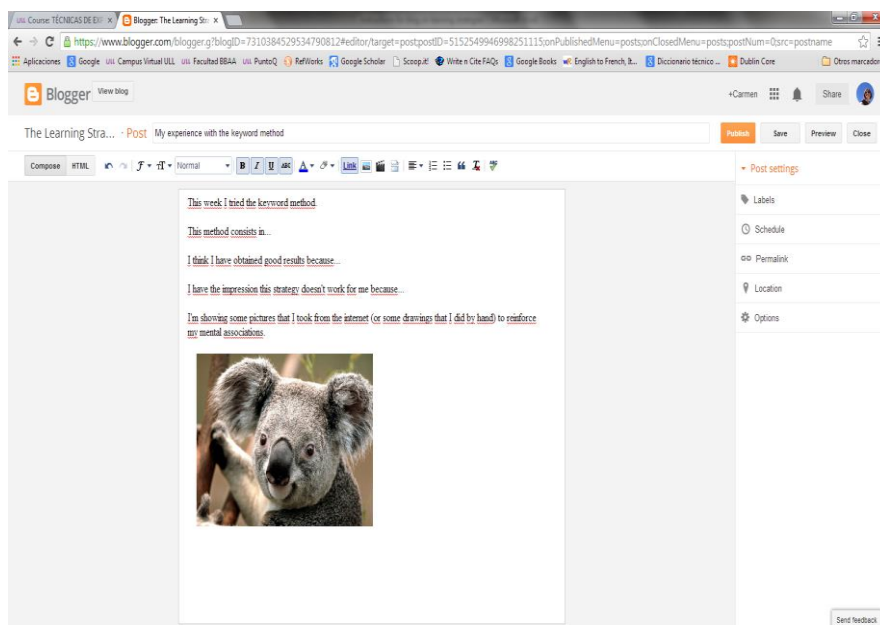 Course: TÉCNICAS DE EXP
Blogger: The Learning Str
https://www.blogger.com/blogger.g?blogID=7310384529534790812#editor/target=post;postID=5152549946998251115;onPublishedMenu=posts;onClosedMenu=posts;postNum=0;src=postname
Aplicaciones Google Campus Virtual ULL Facultad BBAA PuntoQ RefWorks Google Scholar Scoop.it! Write n Cite FAQs Google Books English to French, It... Diccionario técnico ... Dublin Core Otros marcador
Blogger View blog +Carmen Share
The Learning Stra... · Post My experience with the keyword method Publish Save Preview Close
Compose HTML Normal B I U ABC A Link
Post settings
This week I tried the keyword method.
Labels
This method consists in...
Schedule
I think I have obtained good results because...
Permalink
I have the impression this strategy doesn't work for me because...
Location
I'm showing some pictures that I took from the internet (or some drawings that I did by hand) to reinforce
my mental associations.
Options
Send feedback